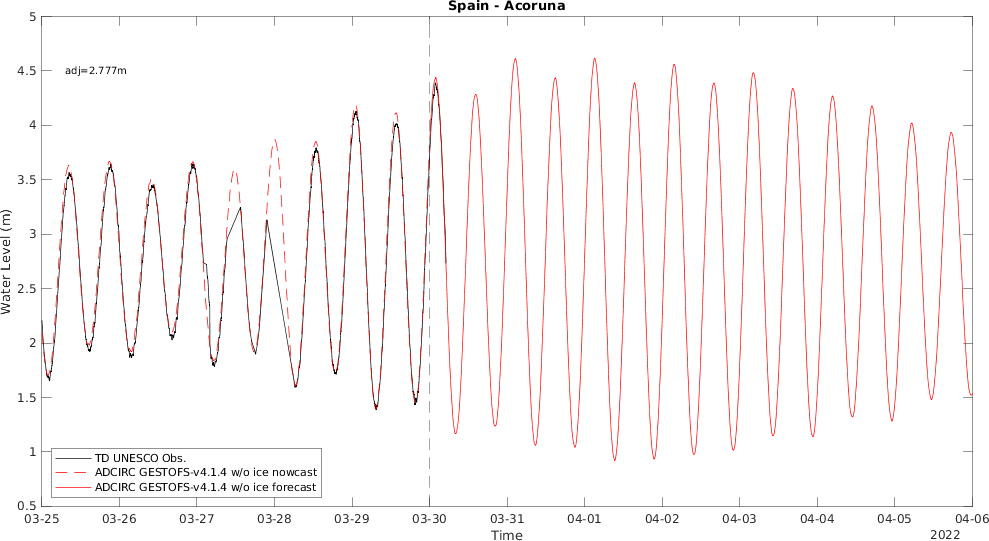 Spain - Acoruna
adj=2.777m
5
4.5
4
3.5
3
2.5
2
1.5
1
0.5
Water Level (m)
TD UNESCO Obs.
ADCIRC GESTOFS-v4.1.4 w/o ice nowcast
ADCIRC GESTOFS-v4.1.4 w/o ice forecast
03-25 03-26 03-27 03-28 03-29 03-30 03-31 04-01 04-02 04-03 04-04 04-05 04-06
Time
2022